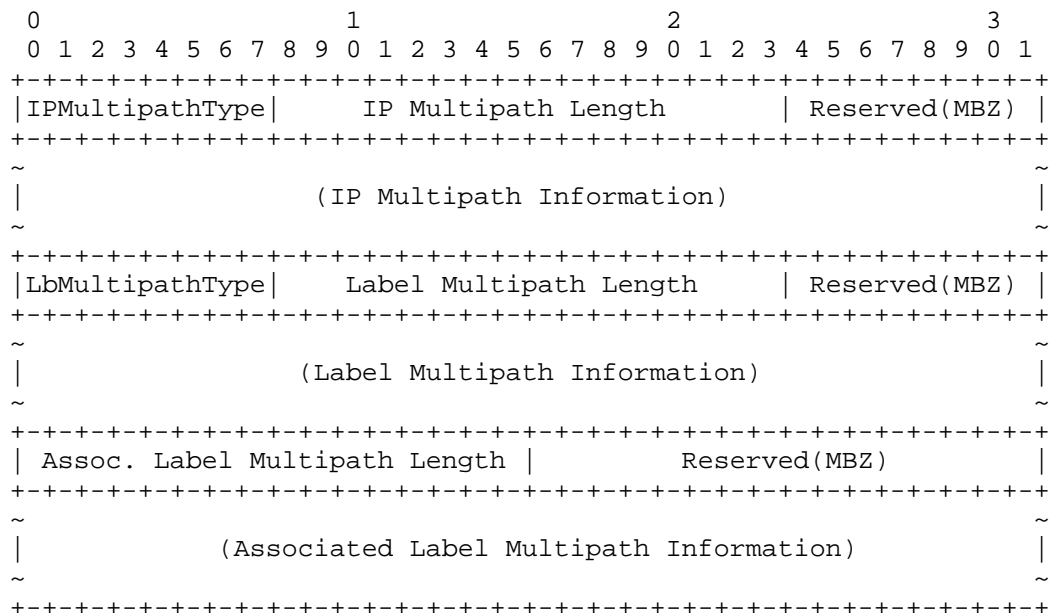 0                   1                   2                   3
 0 1 2 3 4 5 6 7 8 9 0 1 2 3 4 5 6 7 8 9 0 1 2 3 4 5 6 7 8 9 0 1
+-+-+-+-+-+-+-+-+-+-+-+-+-+-+-+-+-+-+-+-+-+-+-+-+-+-+-+-+-+-+-+-+
|IPMultipathType|     IP Multipath Length       | Reserved(MBZ) |
+-+-+-+-+-+-+-+-+-+-+-+-+-+-+-+-+-+-+-+-+-+-+-+-+-+-+-+-+-+-+-+-+
~                                                               ~
|                  (IP Multipath Information)                   |
~                                                               ~
+-+-+-+-+-+-+-+-+-+-+-+-+-+-+-+-+-+-+-+-+-+-+-+-+-+-+-+-+-+-+-+-+
|LbMultipathType|    Label Multipath Length     | Reserved(MBZ) |
+-+-+-+-+-+-+-+-+-+-+-+-+-+-+-+-+-+-+-+-+-+-+-+-+-+-+-+-+-+-+-+-+
~                                                               ~
|                 (Label Multipath Information)                 |
~                                                               ~
+-+-+-+-+-+-+-+-+-+-+-+-+-+-+-+-+-+-+-+-+-+-+-+-+-+-+-+-+-+-+-+-+
| Assoc. Label Multipath Length |         Reserved(MBZ)         |
+-+-+-+-+-+-+-+-+-+-+-+-+-+-+-+-+-+-+-+-+-+-+-+-+-+-+-+-+-+-+-+-+
~                                                               ~
|            (Associated Label Multipath Information)           |
~                                                               ~
+-+-+-+-+-+-+-+-+-+-+-+-+-+-+-+-+-+-+-+-+-+-+-+-+-+-+-+-+-+-+-+-+